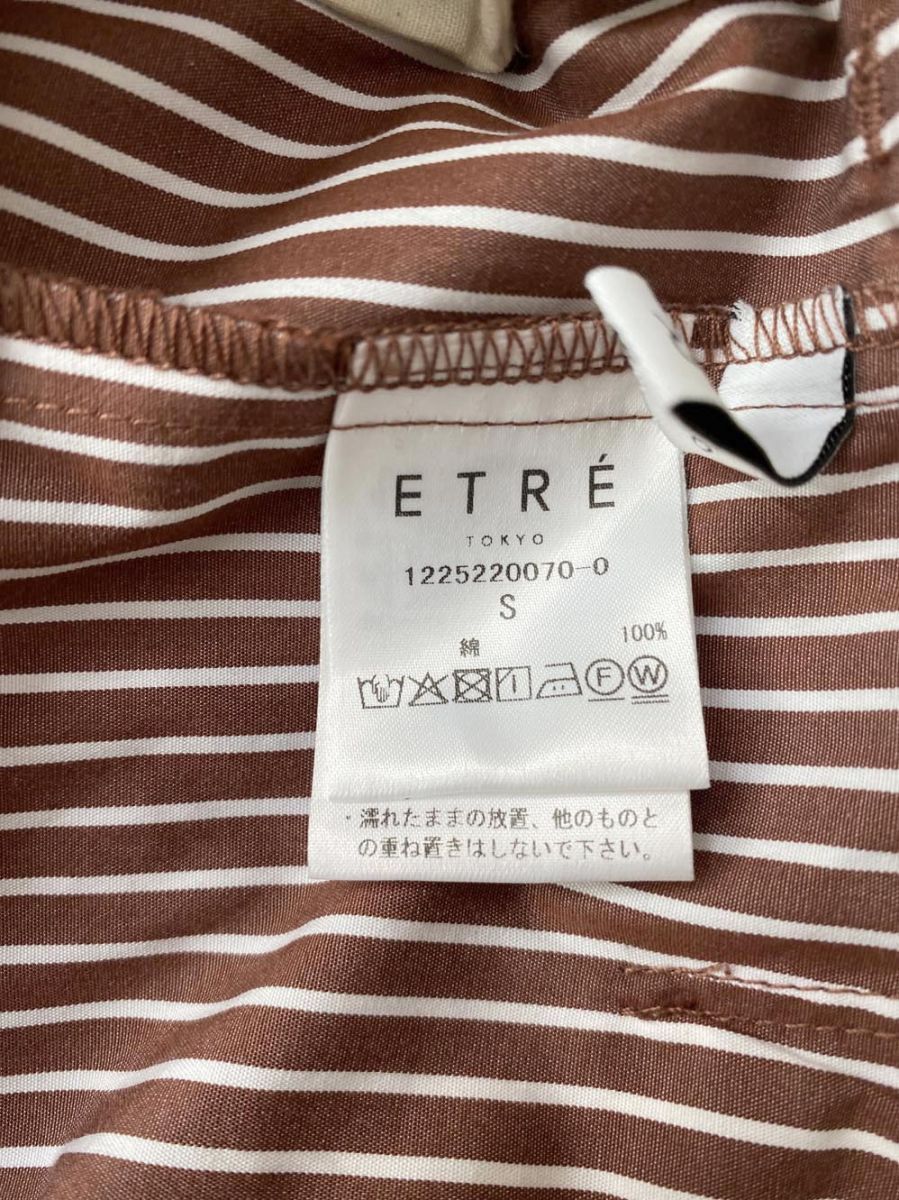 ETRÉ
TOKYO
1225220070-0
S
綿 100%
F W
・濡れたままの放置、他のものと
の重ね置きはしないで下さい。